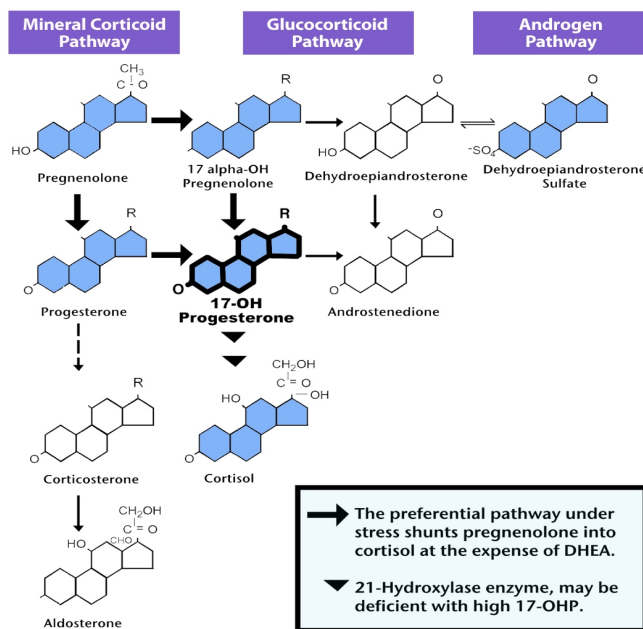 Mineral Corticoid
Pathway
Glucocorticoid
Pathway
Androgen
Pathway
CH3
C - O
HO
Pregnenolone
R
17 alpha-OH
Pregnenolone
O
HO
Dehydroepiandrosterone
O
-SO4
Dehydroepiandrosterone
Sulfate
R
O
Progesterone
R
O
17-OH
Progesterone
O
O
Androstenedione
R
O
Corticosterone
CH2OH
C = O
HO
OH
O
Cortisol
CH2OH
C = O
CHO
HO
O
Aldosterone
The preferential pathway under
stress shunts pregnenolone into
cortisol at the expense of DHEA.
21-Hydroxylase enzyme, may be
deficient with high 17-OHP.